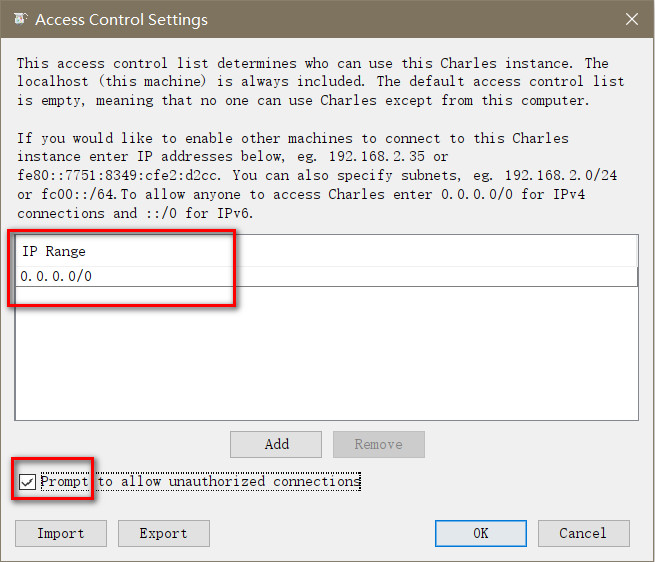 Access Control Settings
This access control list determines who can use this Charles instance. The
localhost (this machine) is always included. The default access control list
is empty, meaning that no one can use Charles except from this computer.
If you would like to enable other machines to connect to this Charles
instance enter IP addresses below, eg. 192.168.2.35 or
fe80::7751:8349:cfe2:d2cc. You can also specify subnets, eg. 192.168.2.0/24
or fc00::/64.To allow anyone to access Charles enter 0.0.0.0/0 for IPv4
connections and ::/0 for IPv6.
IP Range
0.0.0.0/0
Add Remove
Prompt to allow unauthorized connections
Import Export OK Cancel